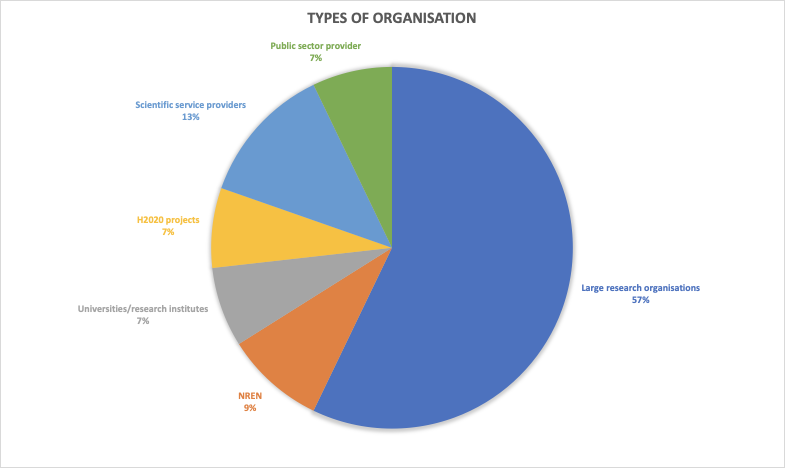 TYPES OF ORGANISATION
Public sector provider
7%
Scientific service providers
13%
H2020 projects
7%
Large research organisations
57%
Universities/research institutes
7%
NREN
9%